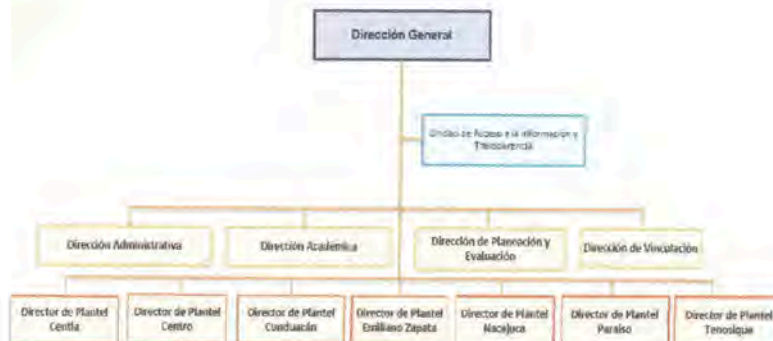 Dirección General
Unidad de Acceso a la Información y
Transparencia
Dirección Administrativa
Dirección Académica
Dirección de Planeación y
Evaluación
Dirección de Vinculación
Director de Plantel
Centla
Director de Plantel
Centro
Director de Plantel
Cunduacán
Director de Plantel
Emiliano Zapata
Director de Plantel
Nacajuca
Director de Plantel
Paraíso
Director de Plantel
Tenosique